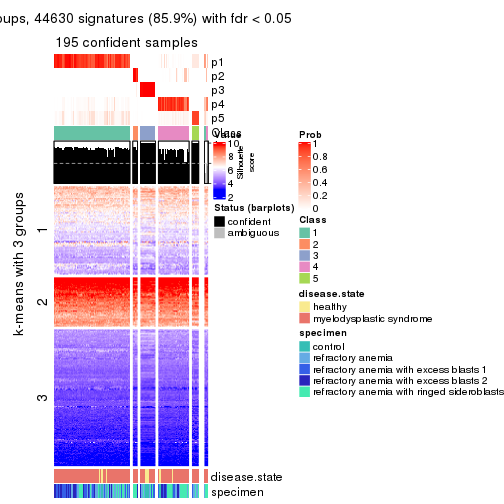 oups, 44630 signatures (85.9%) with fdr < 0.05
195 confident samples
p1
p2
p3
p4
p5
Class
Value
10
8
6
4
2
Silhouette
score
Prob
1
0.8
0.6
0.4
0.2
0
Status (barplots)
confident
ambiguous
Class
1
2
3
4
5
disease.state
healthy
myelodysplastic syndrome
specimen
control
refractory anemia
refractory anemia with excess blasts 1
refractory anemia with excess blasts 2
refractory anemia with ringed sideroblasts
k-means with 3 groups
1
2
3
disease.state
specimen